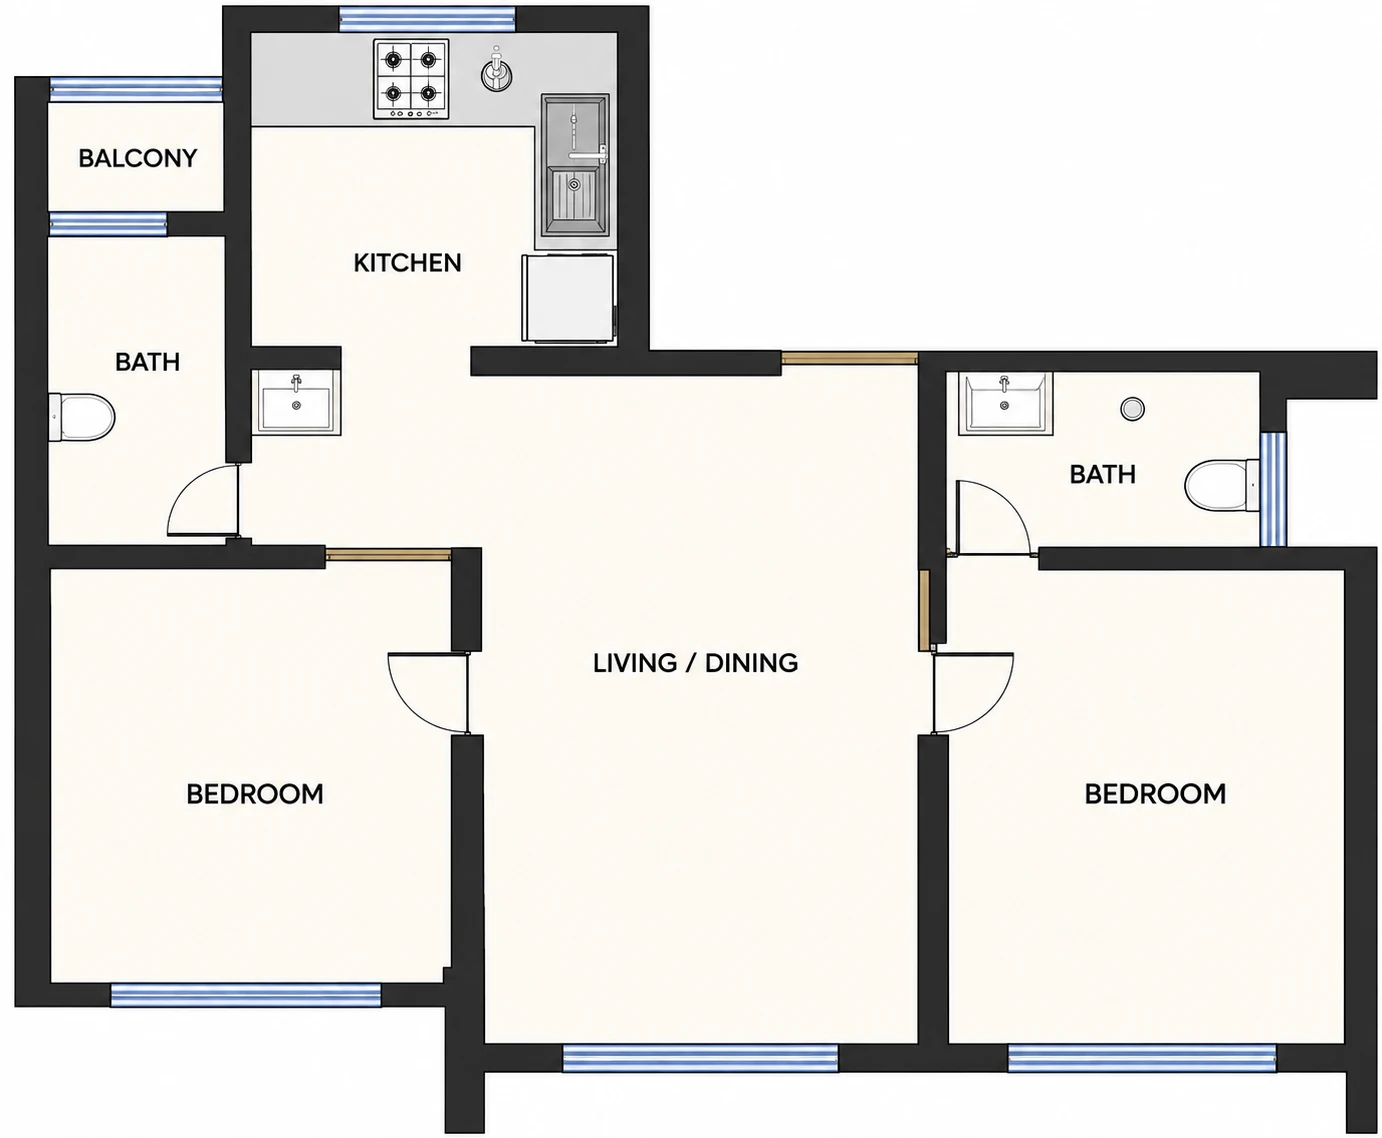 BALCONY
KITCHEN
BATH
BATH
LIVING / DINING
BEDROOM
BEDROOM